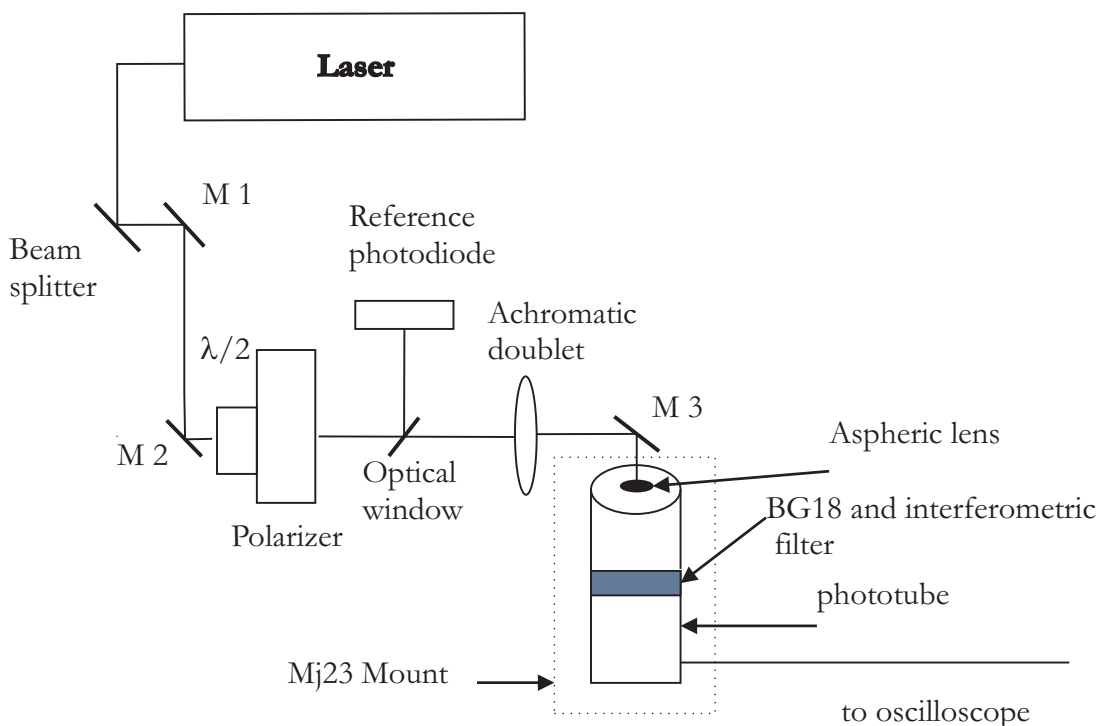 Laser
M 1
Beam
splitter
Reference
photodiode
Achromatic
doublet
λ/2
M 3
M 2
Optical
window
Polarizer
Aspheric lens
BG18 and interferometric
filter
phototube
Mj23 Mount
to oscilloscope